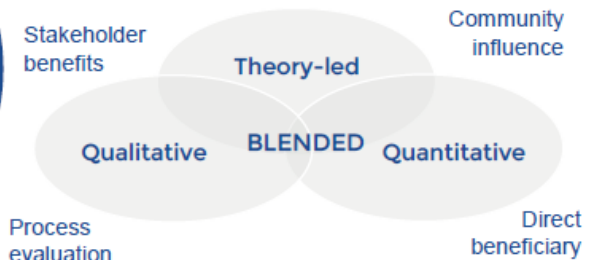 Stakeholder
benefits
Community
influence
Theory-led
Qualitative
BLENDED
Quantitative
Process
evaluation
Direct
beneficiary